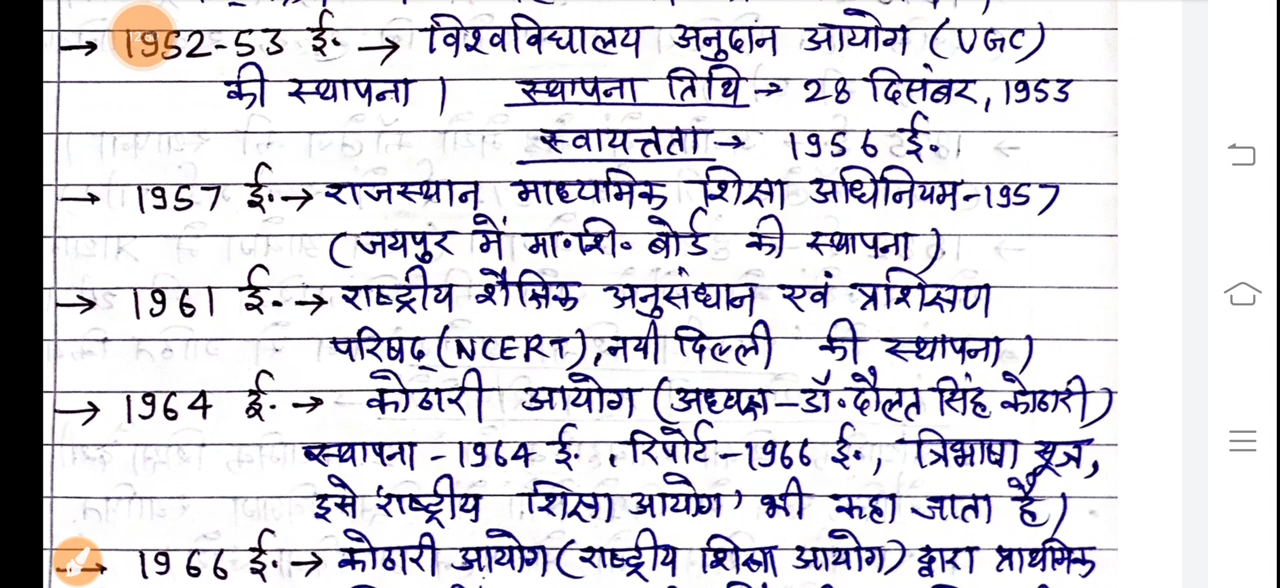 → 1952-53 ई. → विश्वविद्यालय अनुदान आयोग (UGC)
की स्थापना । स्थापना तिथि → 28 दिसंबर, 1953
स्वायत्तता → 1956 ई.
→ 1957 ई. → राजस्थान माध्यमिक शिक्षा अधिनियम-1957
(जयपुर में मा.शि. बोर्ड की स्थापना)
→ 1961 ई. → राष्ट्रीय शैक्षिक अनुसंधान एवं प्रशिक्षण
परिषद् (NCERT), नयी दिल्ली की स्थापना।
→ 1964 ई. → कोठारी आयोग (अध्यक्ष - डॉ. दौलत सिंह कोठारी)
स्थापना - 1964 ई., रिपोर्ट - 1966 ई., त्रिभाषा सूत्र,
इसे 'राष्ट्रीय शिक्षा आयोग' भी कहा जाता है।
→ 1966 ई. → कोठारी आयोग (राष्ट्रीय शिक्षा आयोग) द्वारा प्राथमिक